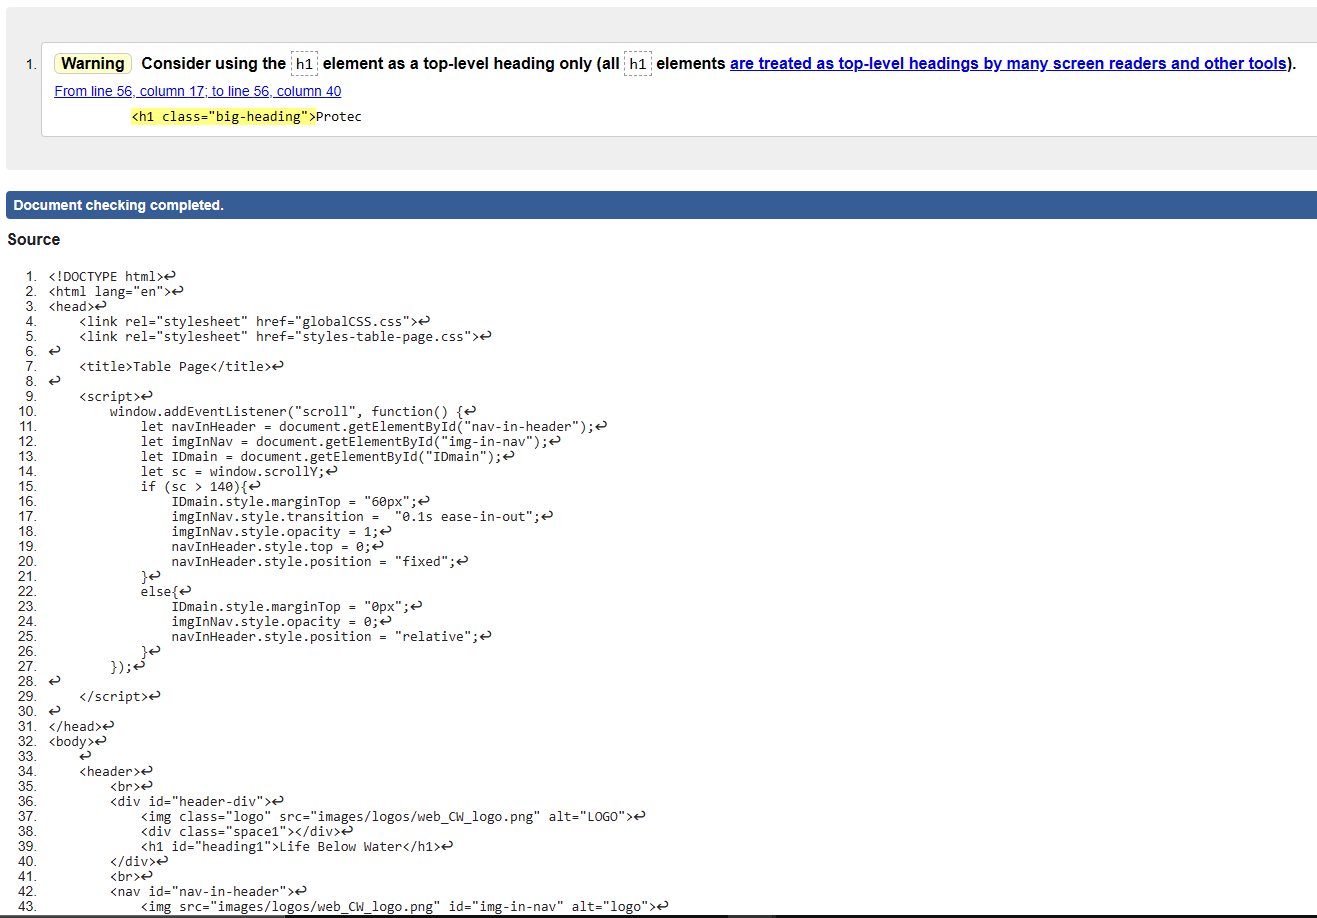 1. Warning Consider using the h1 element as a top-level heading only (all h1 elements are treated as top-level headings by many screen readers and other tools).
From line 56, column 17; to line 56, column 40
<h1 class="big-heading">Protec
Document checking completed.
Source
1. <!DOCTYPE html>↩
2. <html lang="en">↩
3. <head>↩
4.     <link rel="stylesheet" href="globalCSS.css">↩
5.     <link rel="stylesheet" href="styles-table-page.css">↩
6. ↩
7.     <title>Table Page</title>↩
8. ↩
9.     <script>↩
10.         window.addEventListener("scroll", function() {↩
11.             let navInHeader = document.getElementById("nav-in-header");↩
12.             let imgInNav = document.getElementById("img-in-nav");↩
13.             let IDmain = document.getElementById("IDmain");↩
14.             let sc = window.scrollY;↩
15.             if (sc > 140){↩
16.                 IDmain.style.marginTop = "60px";↩
17.                 imgInNav.style.transition =  "0.1s ease-in-out";↩
18.                 imgInNav.style.opacity = 1;↩
19.                 navInHeader.style.top = 0;↩
20.                 navInHeader.style.position = "fixed";↩
21.             }↩
22.             else{↩
23.                 IDmain.style.marginTop = "0px";↩
24.                 imgInNav.style.opacity = 0;↩
25.                 navInHeader.style.position = "relative";↩
26.             }↩
27.         });↩
28. ↩
29.     </script>↩
30. ↩
31. </head>↩
32. <body>↩
33.     ↩
34.     <header>↩
35.         <br>↩
36.         <div id="header-div">↩
37.             <img class="logo" src="images/logos/web_CW_logo.png" alt="LOGO">↩
38.             <div class="space1"></div>↩
39.             <h1 id="heading1">Life Below Water</h1>↩
40.         </div>↩
41.         <br>↩
42.         <nav id="nav-in-header">↩
43.             <img src="images/logos/web_CW_logo.png" id="img-in-nav" alt="logo">↩